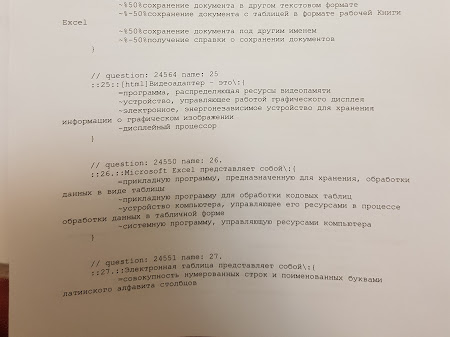 ~%50%сохранение документа в другом текстовом формате
~%-50%сохранение документа с таблицей в формате рабочей Книги
Excel
~%50%сохранение документа под другим именем
~%-50%получение справки о сохранении документов
}
// question: 24564 name: 25
::25::[html]Видеоадаптер - это\:{
=программа, распределяющая ресурсы видеопамяти
~устройство, управляющее работой графического дисплея
~электронное, энергонезависимое устройство для хранения
информации о графическом изображении
~дисплейный процессор
}
// question: 24550 name: 26.
::26.::Microsoft Excel представляет собой\:{
=прикладную программу, предназначенную для хранения, обработки
данных в виде таблицы
~прикладную программу для обработки кодовых таблиц
~устройство компьютера, управляющее его ресурсами в процессе
обработки данных в табличной форме
~системную программу, управляющую ресурсами компьютера
}
// question: 24551 name: 27.
::27.::Электронная таблица представляет собой\:{
=совокупность нумерованных строк и поименованных буквами
латинского алфавита столбцов